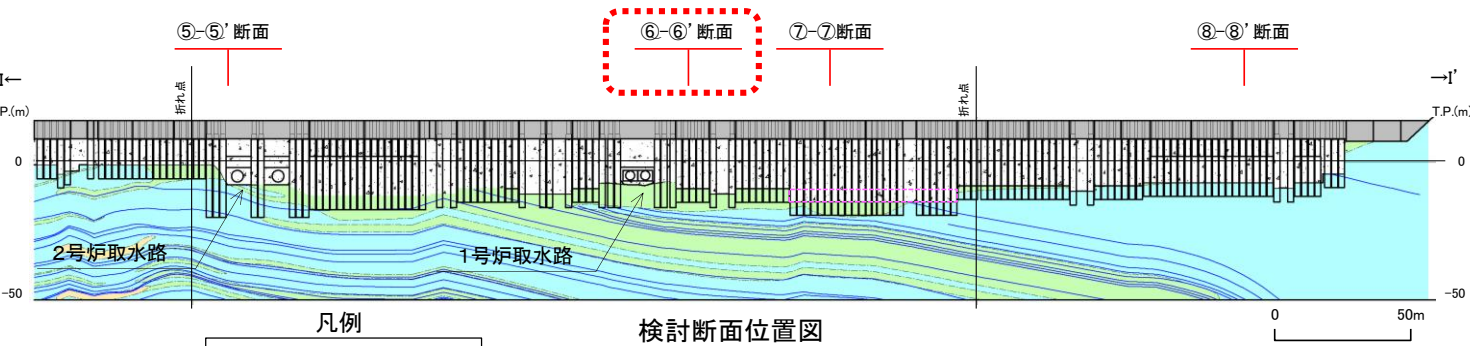 ⑤-⑤’断面
⑥-⑥’断面
⑦-⑦断面
⑧-⑧’断面
I←
→I’
折れ点
折れ点
P.(m)
T.P.(m)
0
0
2号炉取水路
1号炉取水路
-50
-50
凡例
検討断面位置図
0
50m